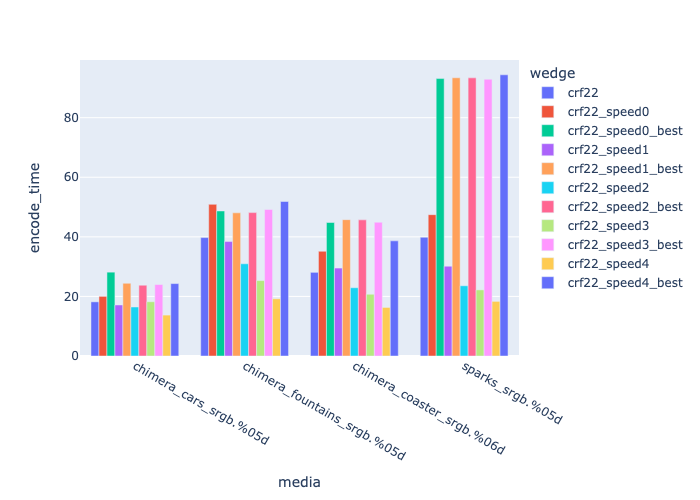 wedge
crf22
crf22_speed0
crf22_speed0_best
crf22_speed1
crf22_speed1_best
crf22_speed2
crf22_speed2_best
crf22_speed3
crf22_speed3_best
crf22_speed4
crf22_speed4_best
encode_time
80
60
40
20
0
chimera_cars_srgb.%05d
chimera_fountains_srgb.%05d
chimera_coaster_srgb.%06d
sparks_srgb.%05d
media